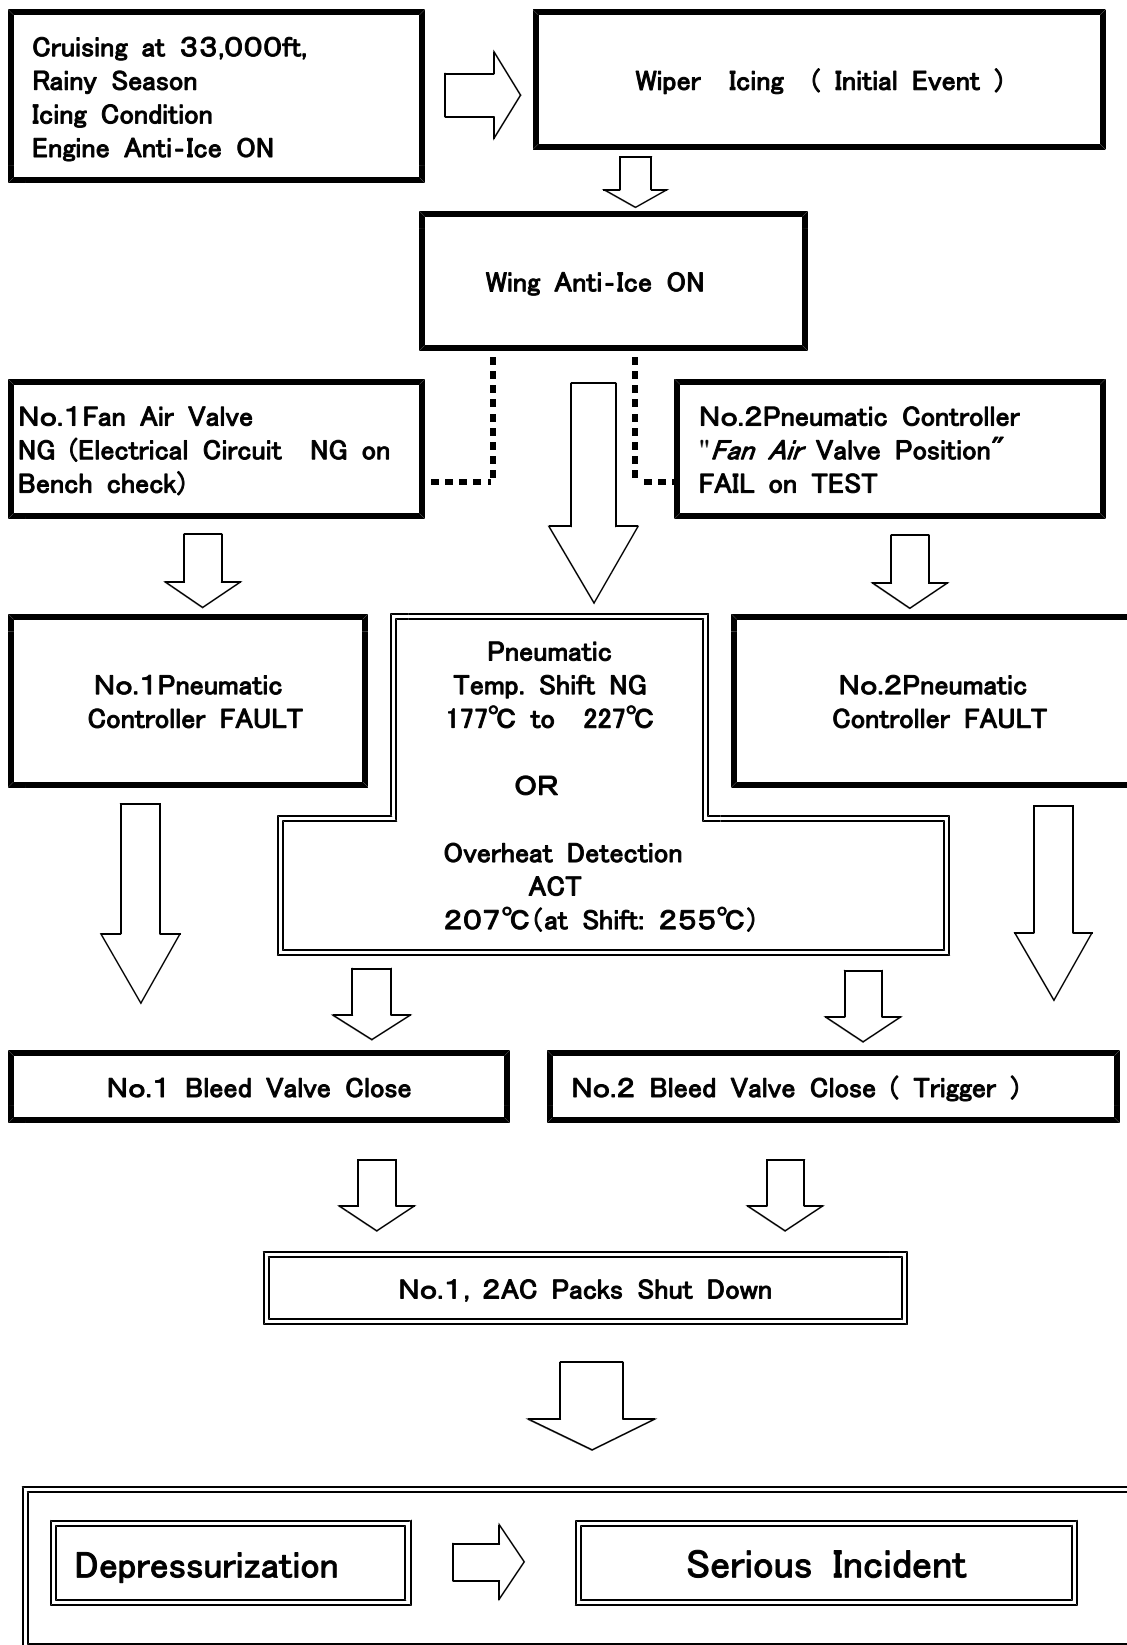 Cruising at 33,000ft,
Rainy Season
Icing Condition
Engine Anti-Ice ON
Wiper Icing ( Initial Event )
Wing Anti-Ice ON
No.1Fan Air Valve
NG (Electrical Circuit NG on
Bench check)
No.2Pneumatic Controller
"Fan Air Valve Position"
FAIL on TEST
No.1Pneumatic
Controller FAULT
Pneumatic
Temp. Shift NG
177℃ to 227℃
OR
Overheat Detection
ACT
207℃(at Shift: 255℃)
No.2Pneumatic
Controller FAULT
No.1 Bleed Valve Close
No.2 Bleed Valve Close ( Trigger )
No.1, 2AC Packs Shut Down
Depressurization
Serious Incident